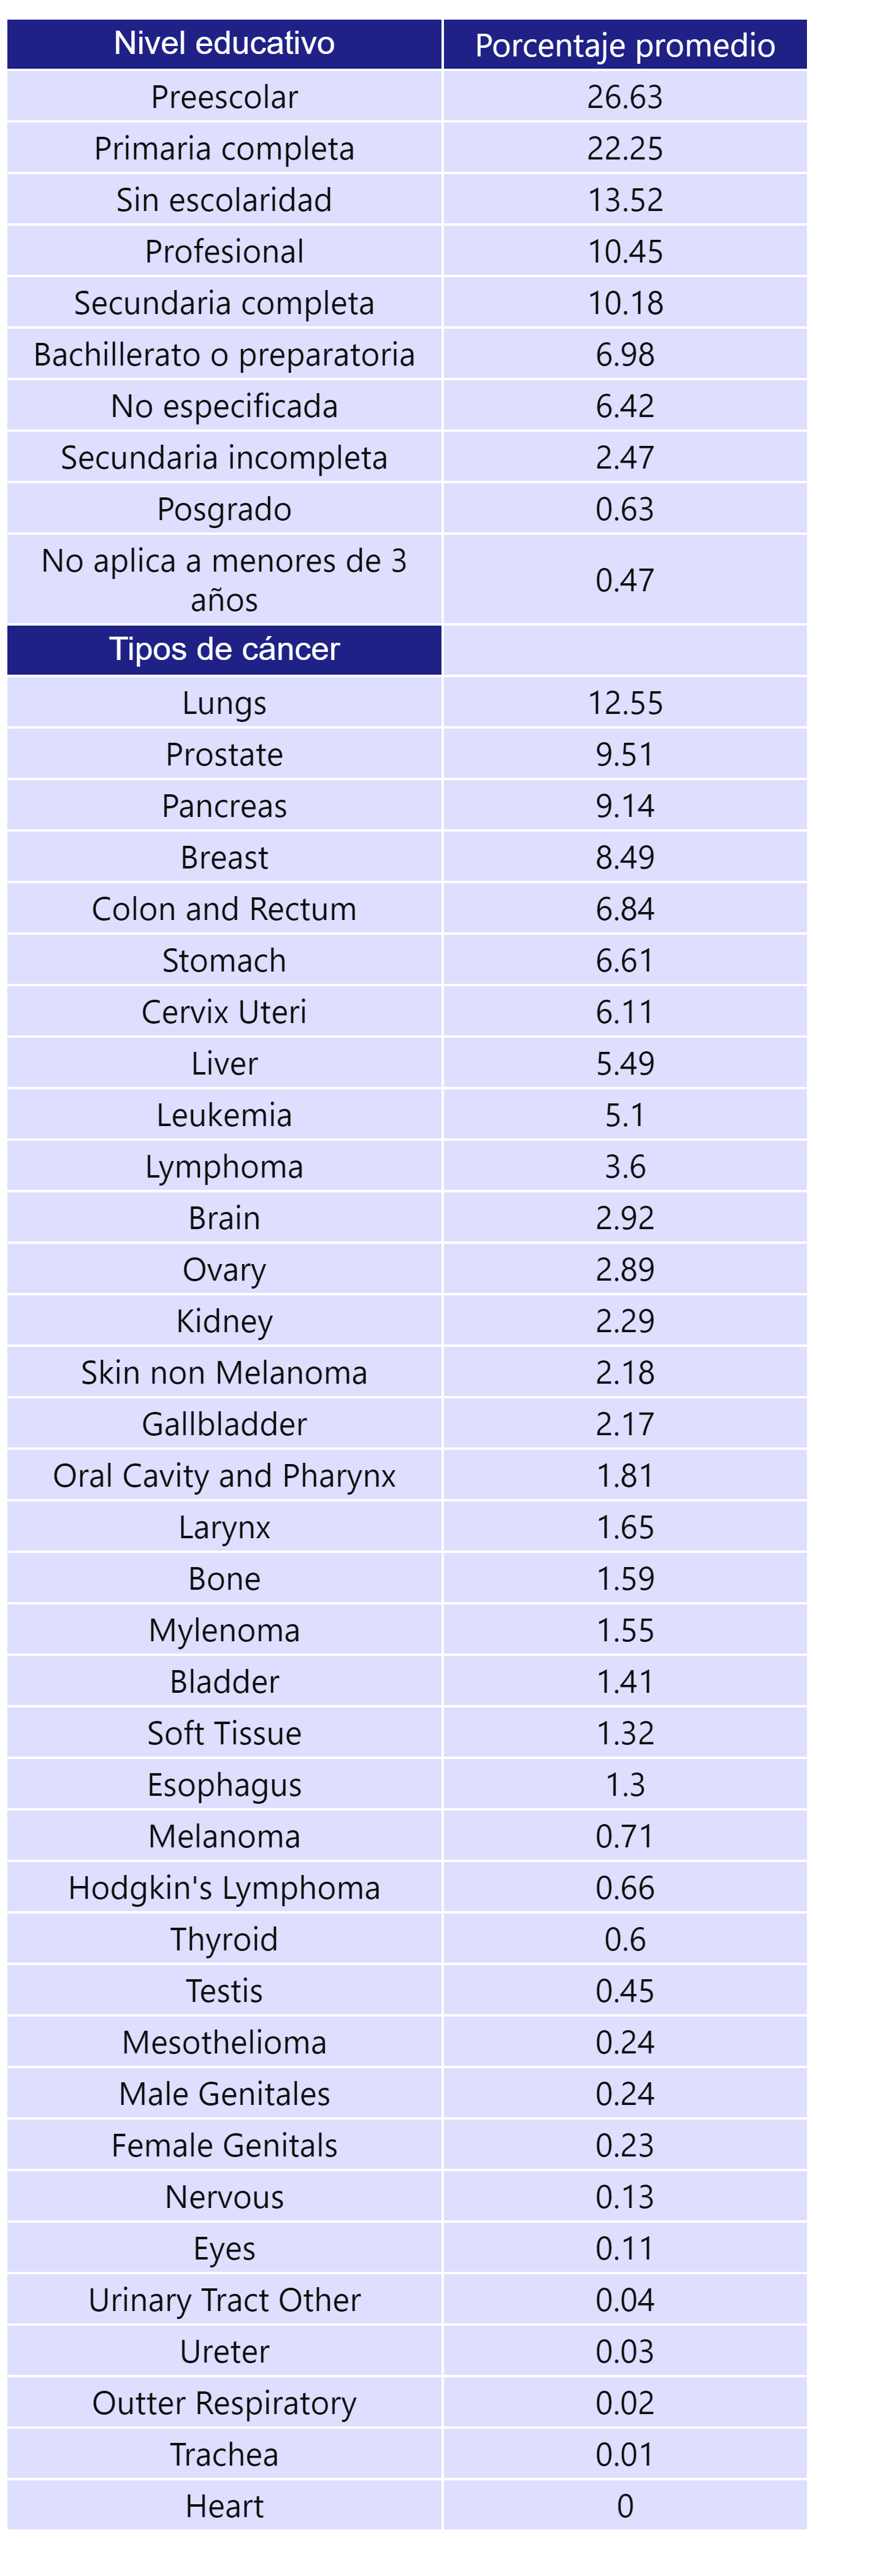 Nivel educativo Porcentaje promedio
Preescolar 26.63
Primaria completa 22.25
Sin escolaridad 13.52
Profesional 10.45
Secundaria completa 10.18
Bachillerato o preparatoria 6.98
No especificada 6.42
Secundaria incompleta 2.47
Posgrado 0.63
No aplica a menores de 3
años 0.47
Tipos de cáncer
Lungs 12.55
Prostate 9.51
Pancreas 9.14
Breast 8.49
Colon and Rectum 6.84
Stomach 6.61
Cervix Uteri 6.11
Liver 5.49
Leukemia 5.1
Lymphoma 3.6
Brain 2.92
Ovary 2.89
Kidney 2.29
Skin non Melanoma 2.18
Gallbladder 2.17
Oral Cavity and Pharynx 1.81
Larynx 1.65
Bone 1.59
Mylenoma 1.55
Bladder 1.41
Soft Tissue 1.32
Esophagus 1.3
Melanoma 0.71
Hodgkin's Lymphoma 0.66
Thyroid 0.6
Testis 0.45
Mesothelioma 0.24
Male Genitales 0.24
Female Genitals 0.23
Nervous 0.13
Eyes 0.11
Urinary Tract Other 0.04
Ureter 0.03
Outter Respiratory 0.02
Trachea 0.01
Heart 0